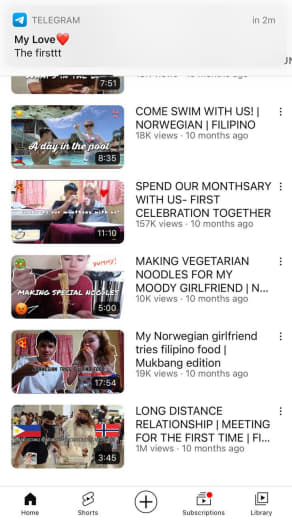 TELEGRAM
in 2m
My Love❤️
The firsttt
7:51
10 months ago
COME SWIM WITH US! |
NORWEGIAN | FILIPINO
18K views · 10 months ago
A day in the pool
8:35
SPEND OUR MONTHSARY
WITH US- FIRST
CELEBRATION TOGETHER
157K views · 10 months ago
11:10
MAKING VEGETARIAN
NOODLES FOR MY
MOODY GIRLFRIEND | N...
10K views · 10 months ago
YUMMY!
MAKING SPECIAL NOODLES
5:00
My Norwegian girlfriend
tries filipino food |
Mukbang edition
19K views · 10 months ago
17:54
LONG DISTANCE
RELATIONSHIP | MEETING
FOR THE FIRST TIME | FI...
1M views · 10 months ago
3:45
Home
Shorts
Subscriptions
Library